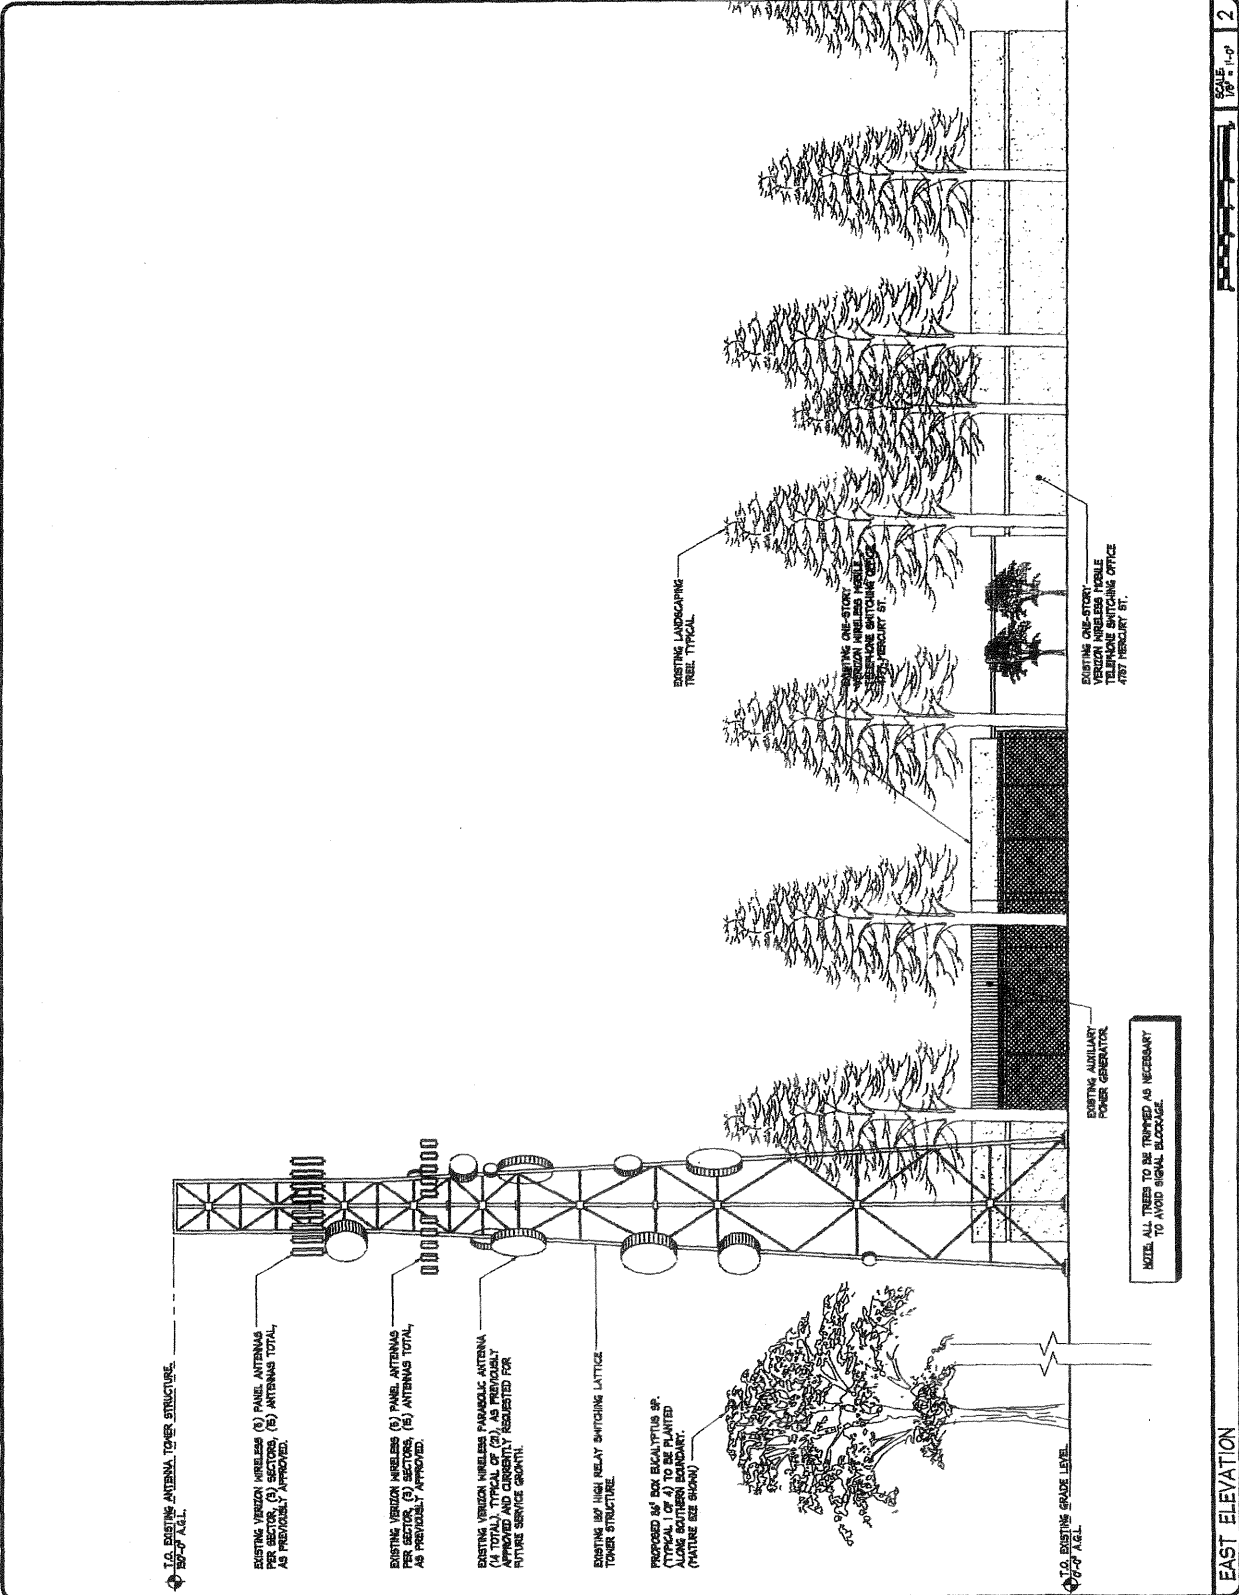 T.O. EXISTING ANTENNA TOWER STRUCTURE
150'-0" A.G.L.
EXISTING VERIZON WIRELESS (5) PANEL ANTENNAS
PER SECTOR, (3) SECTORS, (15) ANTENNAS TOTAL,
AS PREVIOUSLY APPROVED.
EXISTING VERIZON WIRELESS (5) PANEL ANTENNAS
PER SECTOR, (3) SECTORS, (15) ANTENNAS TOTAL,
AS PREVIOUSLY APPROVED.
EXISTING VERIZON WIRELESS PARABOLIC ANTENNA
(14 TOTAL), TYPICAL OF (21), AS PREVIOUSLY
APPROVED AND CURRENTLY REQUESTED FOR
FUTURE SERVICE GROWTH.
EXISTING 150' HIGH RELAY SWITCHING LATTICE
TOWER STRUCTURE.
PROPOSED 36" BOX EUCALYPTUS SP.
(TYPICAL 1 OF 4) TO BE PLANTED
ALONG SOUTHERN BOUNDARY.
(MATURE SIZE SHOWN)
T.O. EXISTING GRADE LEVEL
0'-0" A.G.L.
EXISTING LANDSCAPING
TREE, TYPICAL.
EXISTING ONE-STORY
VERIZON WIRELESS MOBILE
TELEPHONE SWITCHING OFFICE
MERCURY ST.
EXISTING ONE-STORY
VERIZON WIRELESS MOBILE
TELEPHONE SWITCHING OFFICE
4787 MERCURY ST.
EXISTING AUXILIARY
POWER GENERATOR.
NOTE: ALL TREES TO BE TRIMMED AS NECESSARY
TO AVOID SIGNAL BLOCKAGE.
EAST ELEVATION
SCALE:
1/8" = 1'-0"
2